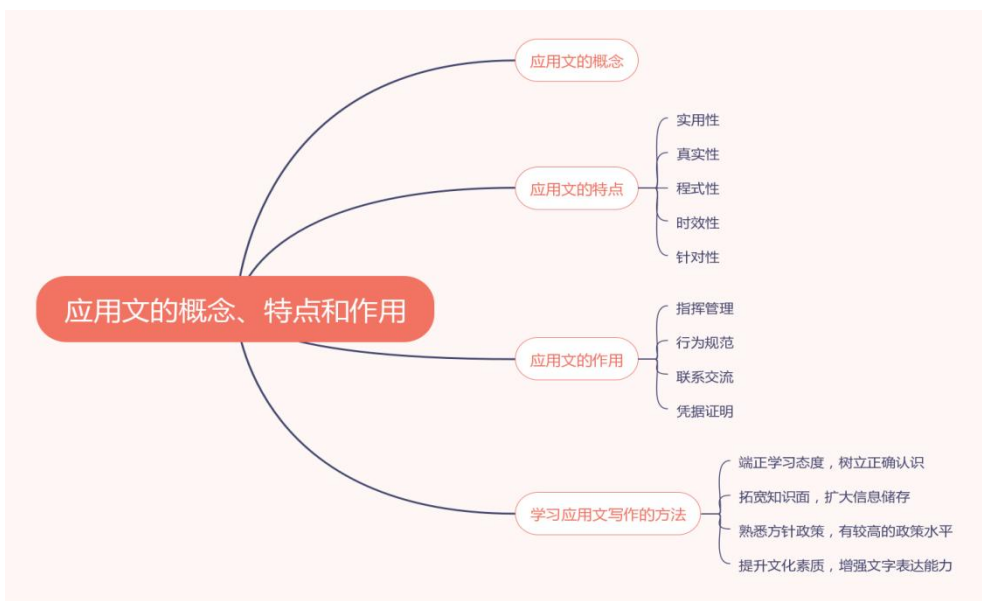 应用文的概念、特点和作用
应用文的概念
应用文的特点
实用性
真实性
程式性
时效性
针对性
应用文的作用
指挥管理
行为规范
联系交流
凭据证明
学习应用文写作的方法
端正学习态度，树立正确认识
拓宽知识面，扩大信息储存
熟悉方针政策，有较高的政策水平
提升文化素质，增强文字表达能力